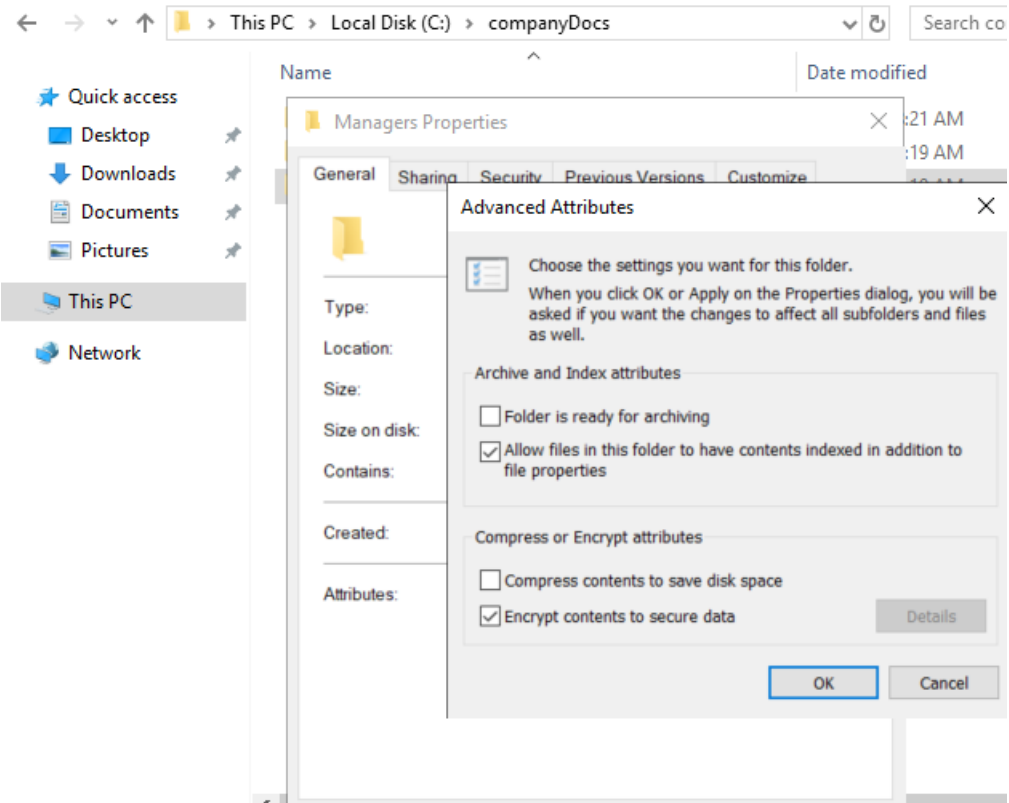 This PC > Local Disk (C:) > companyDocs
Search co
Name
Date modified
Quick access
Desktop
Downloads
Documents
Pictures
This PC
Network
:21 AM
:19 AM
Managers Properties
General Sharing Security Previous Versions Customize
Type:
Location:
Size:
Size on disk:
Contains:
Created:
Attributes:
Advanced Attributes
Choose the settings you want for this folder.
When you click OK or Apply on the Properties dialog, you will be
asked if you want the changes to affect all subfolders and files
as well.
Archive and Index attributes
Folder is ready for archiving
Allow files in this folder to have contents indexed in addition to
file properties
Compress or Encrypt attributes
Compress contents to save disk space
Encrypt contents to secure data
Details
OK
Cancel